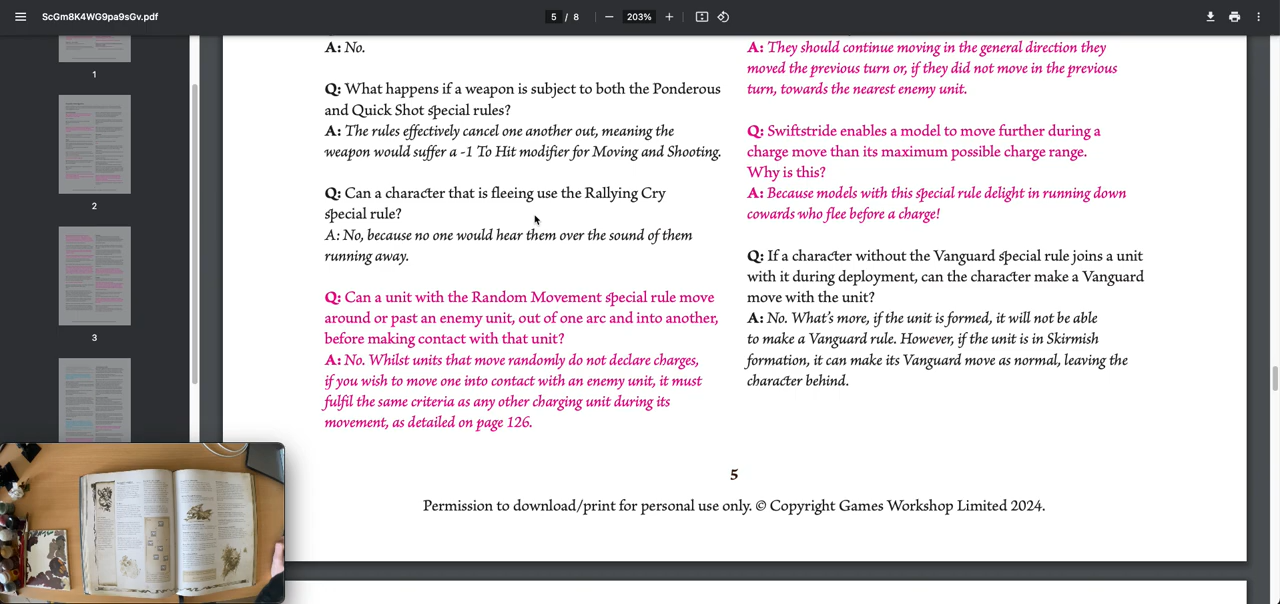 ScGm8K4WG9pa9sGv.pdf
5 / 8
203%
1
2
3
A: No.
Q: What happens if a weapon is subject to both the Ponderous
and Quick Shot special rules?
A: The rules effectively cancel one another out, meaning the
weapon would suffer a -1 To Hit modifier for Moving and Shooting.
Q: Can a character that is fleeing use the Rallying Cry
special rule?
A: No, because no one would hear them over the sound of them
running away.
Q: Can a unit with the Random Movement special rule move
around or past an enemy unit, out of one arc and into another,
before making contact with that unit?
A: No. Whilst units that move randomly do not declare charges,
if you wish to move one into contact with an enemy unit, it must
fulfil the same criteria as any other charging unit during its
movement, as detailed on page 126.
A: They should continue moving in the general direction they
moved the previous turn or, if they did not move in the previous
turn, towards the nearest enemy unit.
Q: Swiftstride enables a model to move further during a
charge move than its maximum possible charge range.
Why is this?
A: Because models with this special rule delight in running down
cowards who flee before a charge!
Q: If a character without the Vanguard special rule joins a unit
with it during deployment, can the character make a Vanguard
move with the unit?
A: No. What's more, if the unit is formed, it will not be able
to make a Vanguard rule. However, if the unit is in Skirmish
formation, it can make its Vanguard move as normal, leaving the
character behind.
5
Permission to download/print for personal use only. © Copyright Games Workshop Limited 2024.